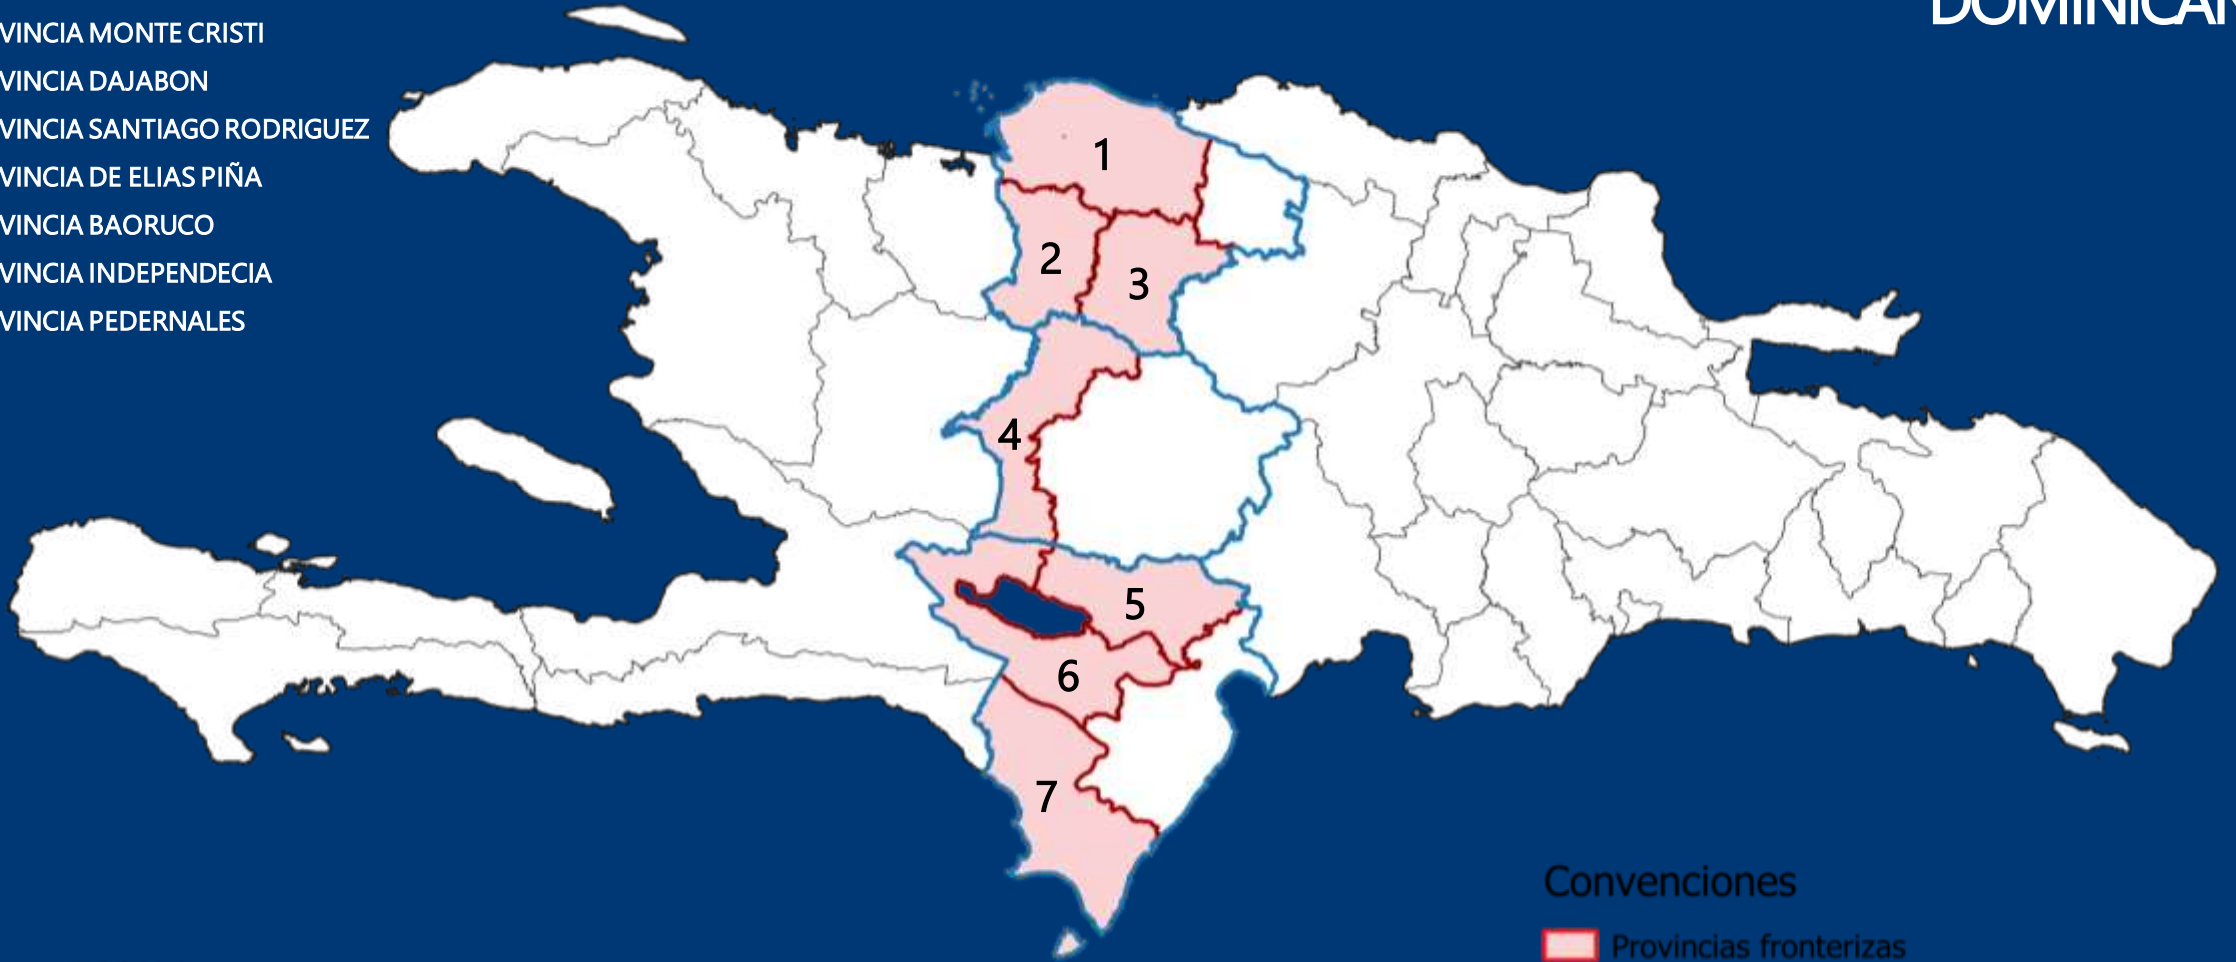 VINCIA MONTE CRISTI
VINCIA DAJABON
VINCIA SANTIAGO RODRIGUEZ
VINCIA DE ELIAS PIÑA
VINCIA BAORUCO
VINCIA INDEPENDECIA
VINCIA PEDERNALES
DOMINICAN
1
2
3
4
5
6
7
Convenciones
Provincias fronterizas